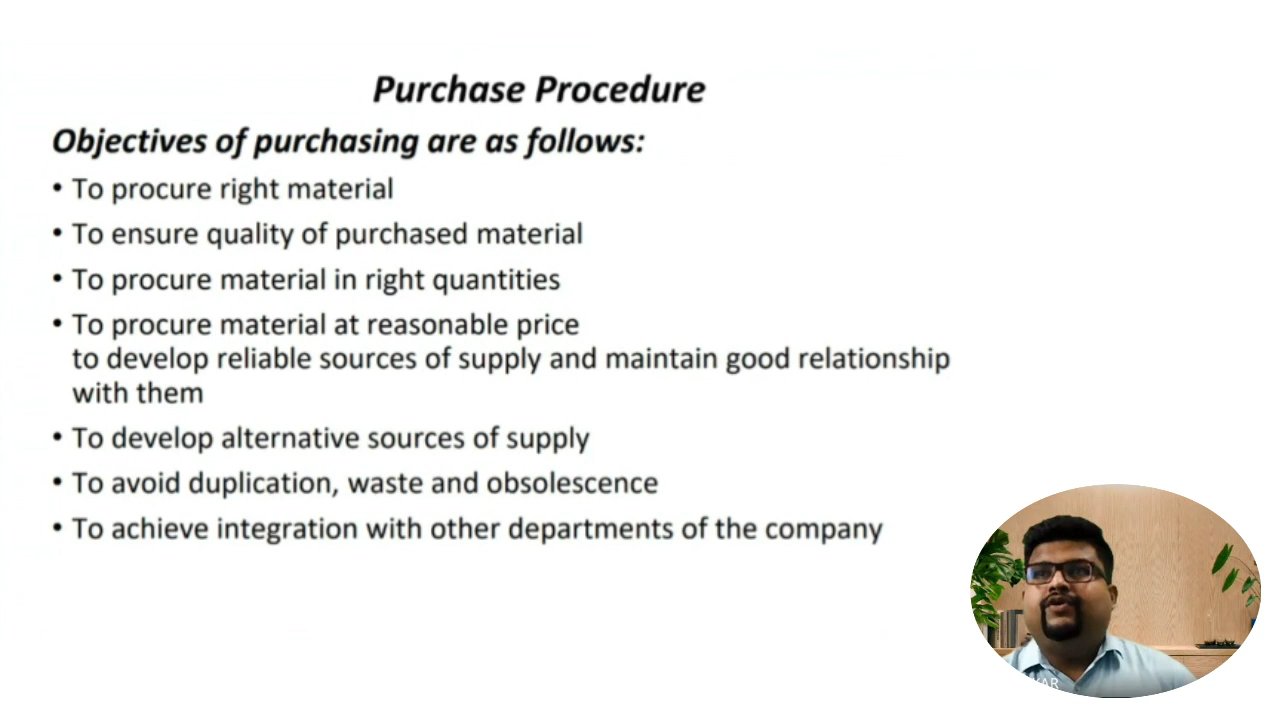 Purchase Procedure
Objectives of purchasing are as follows:
• To procure right material
• To ensure quality of purchased material
• To procure material in right quantities
• To procure material at reasonable price
to develop reliable sources of supply and maintain good relationship
with them
• To develop alternative sources of supply
• To avoid duplication, waste and obsolescence
• To achieve integration with other departments of the company